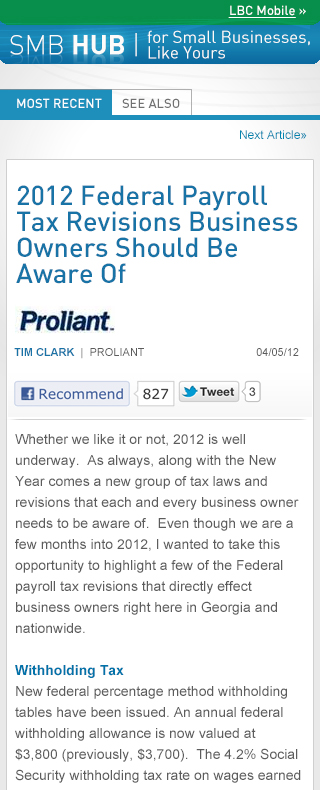 LBC Mobile »
SMB HUB | for Small Businesses,
Like Yours
MOST RECENT SEE ALSO
Next Article»
2012 Federal Payroll
Tax Revisions Business
Owners Should Be
Aware Of
Proliant
TIM CLARK | PROLIANT 04/05/12
Recommend 827 Tweet 3
Whether we like it or not, 2012 is well
underway. As always, along with the New
Year comes a new group of tax laws and
revisions that each and every business owner
needs to be aware of. Even though we are a
few months into 2012, I wanted to take this
opportunity to highlight a few of the Federal
payroll tax revisions that directly effect
business owners right here in Georgia and
nationwide.
Withholding Tax
New federal percentage method withholding
tables have been issued. An annual federal
withholding allowance is now valued at
$3,800 (previously, $3,700). The 4.2% Social
Security withholding tax rate on wages earned